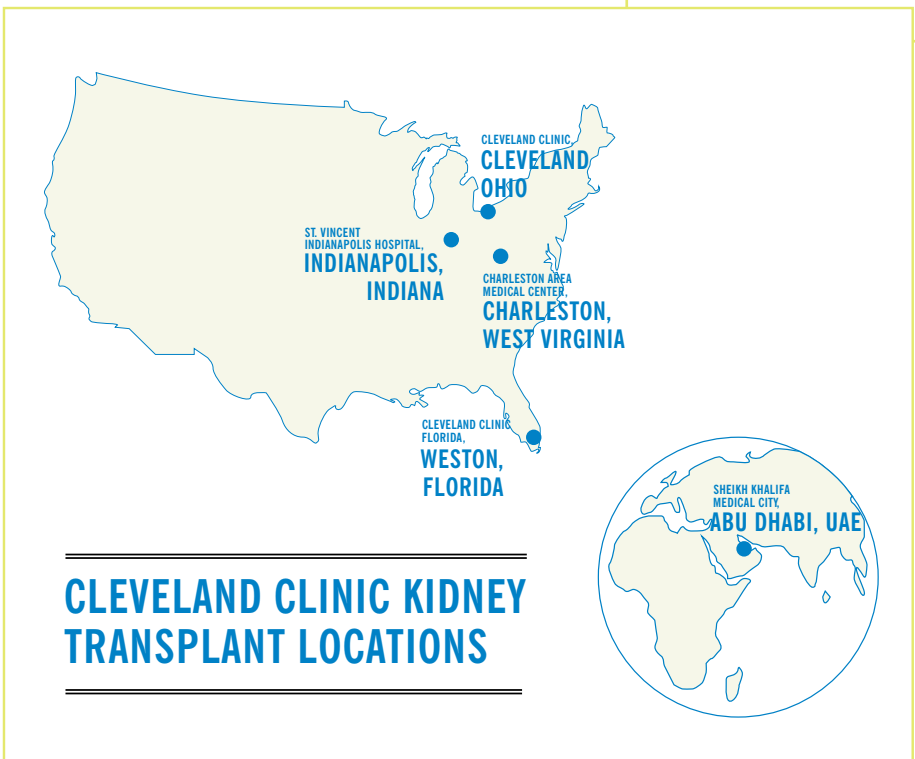 CLEVELAND CLINIC,
CLEVELAND
OHIO
ST. VINCENT
INDIANAPOLIS HOSPITAL,
INDIANAPOLIS,
INDIANA
CHARLESTON AREA
MEDICAL CENTER,
CHARLESTON,
WEST VIRGINIA
CLEVELAND CLINIC
FLORIDA,
WESTON,
FLORIDA
SHEIKH KHALIFA
MEDICAL CITY,
ABU DHABI, UAE
CLEVELAND CLINIC KIDNEY
TRANSPLANT LOCATIONS